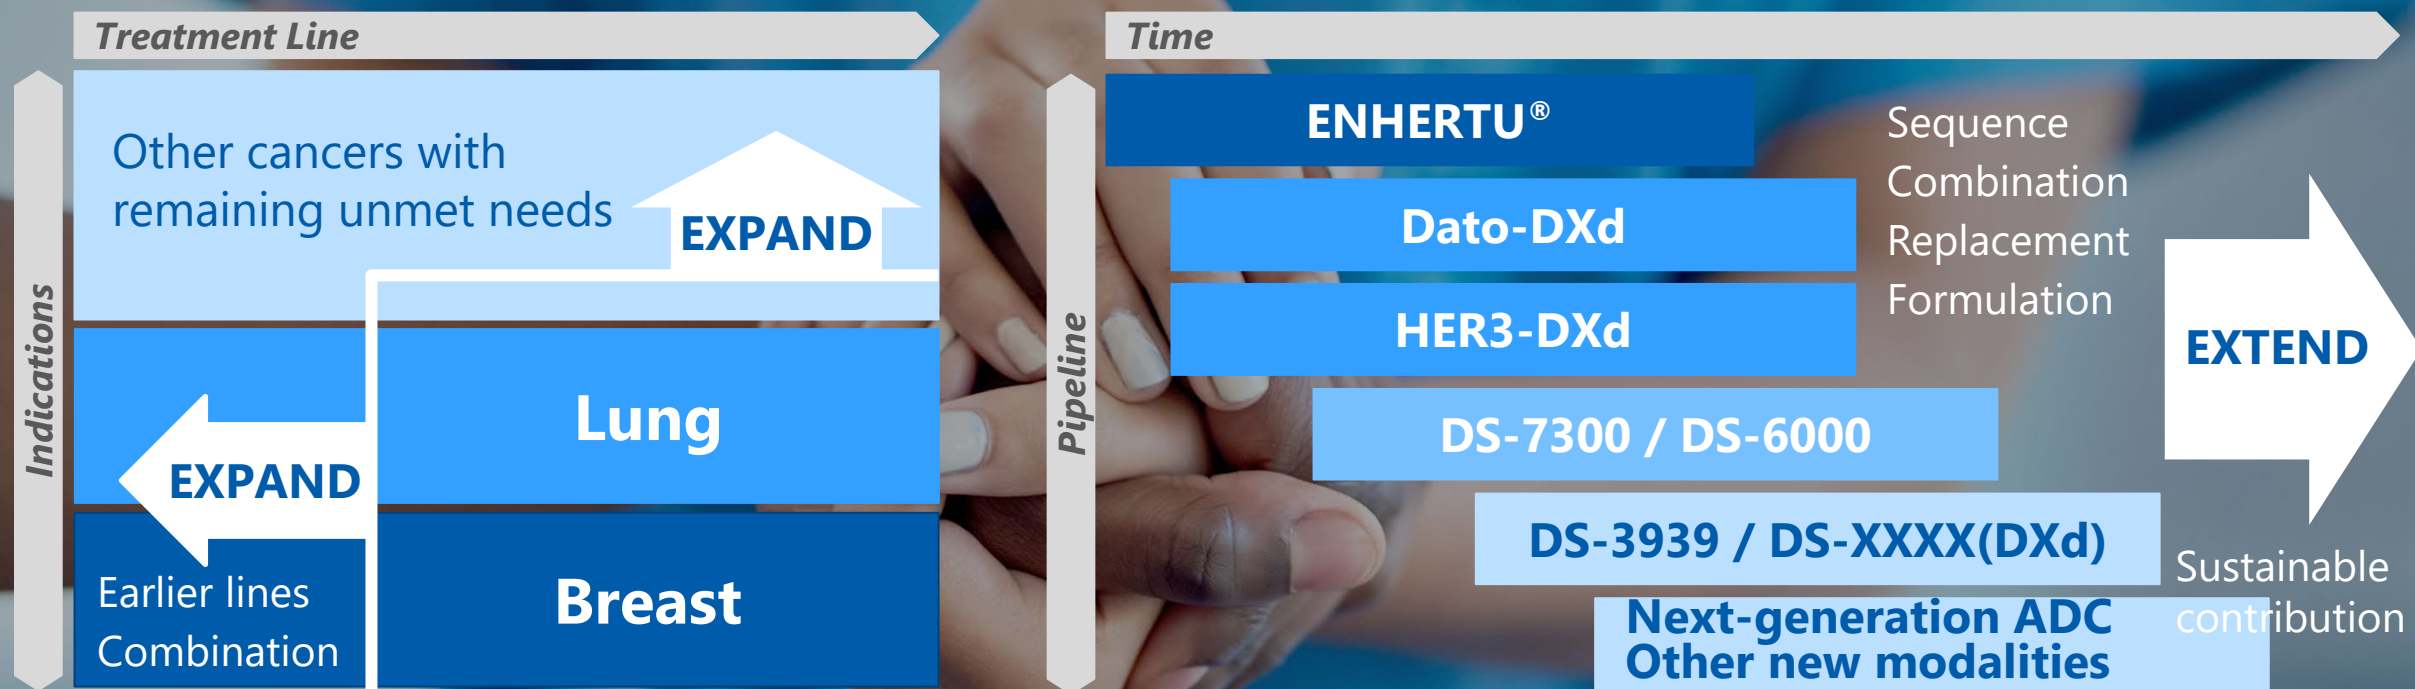 Treatment Line
Indications
Other cancers with
remaining unmet needs
EXPAND
Lung
EXPAND
Breast
Earlier lines
Combination
Time
Pipeline
ENHERTU®
Dato-DXd
HER3-DXd
DS-7300 / DS-6000
DS-3939 / DS-XXXX(DXd)
Next-generation ADC
Other new modalities
Sequence
Combination
Replacement
Formulation
EXTEND
Sustainable
contribution